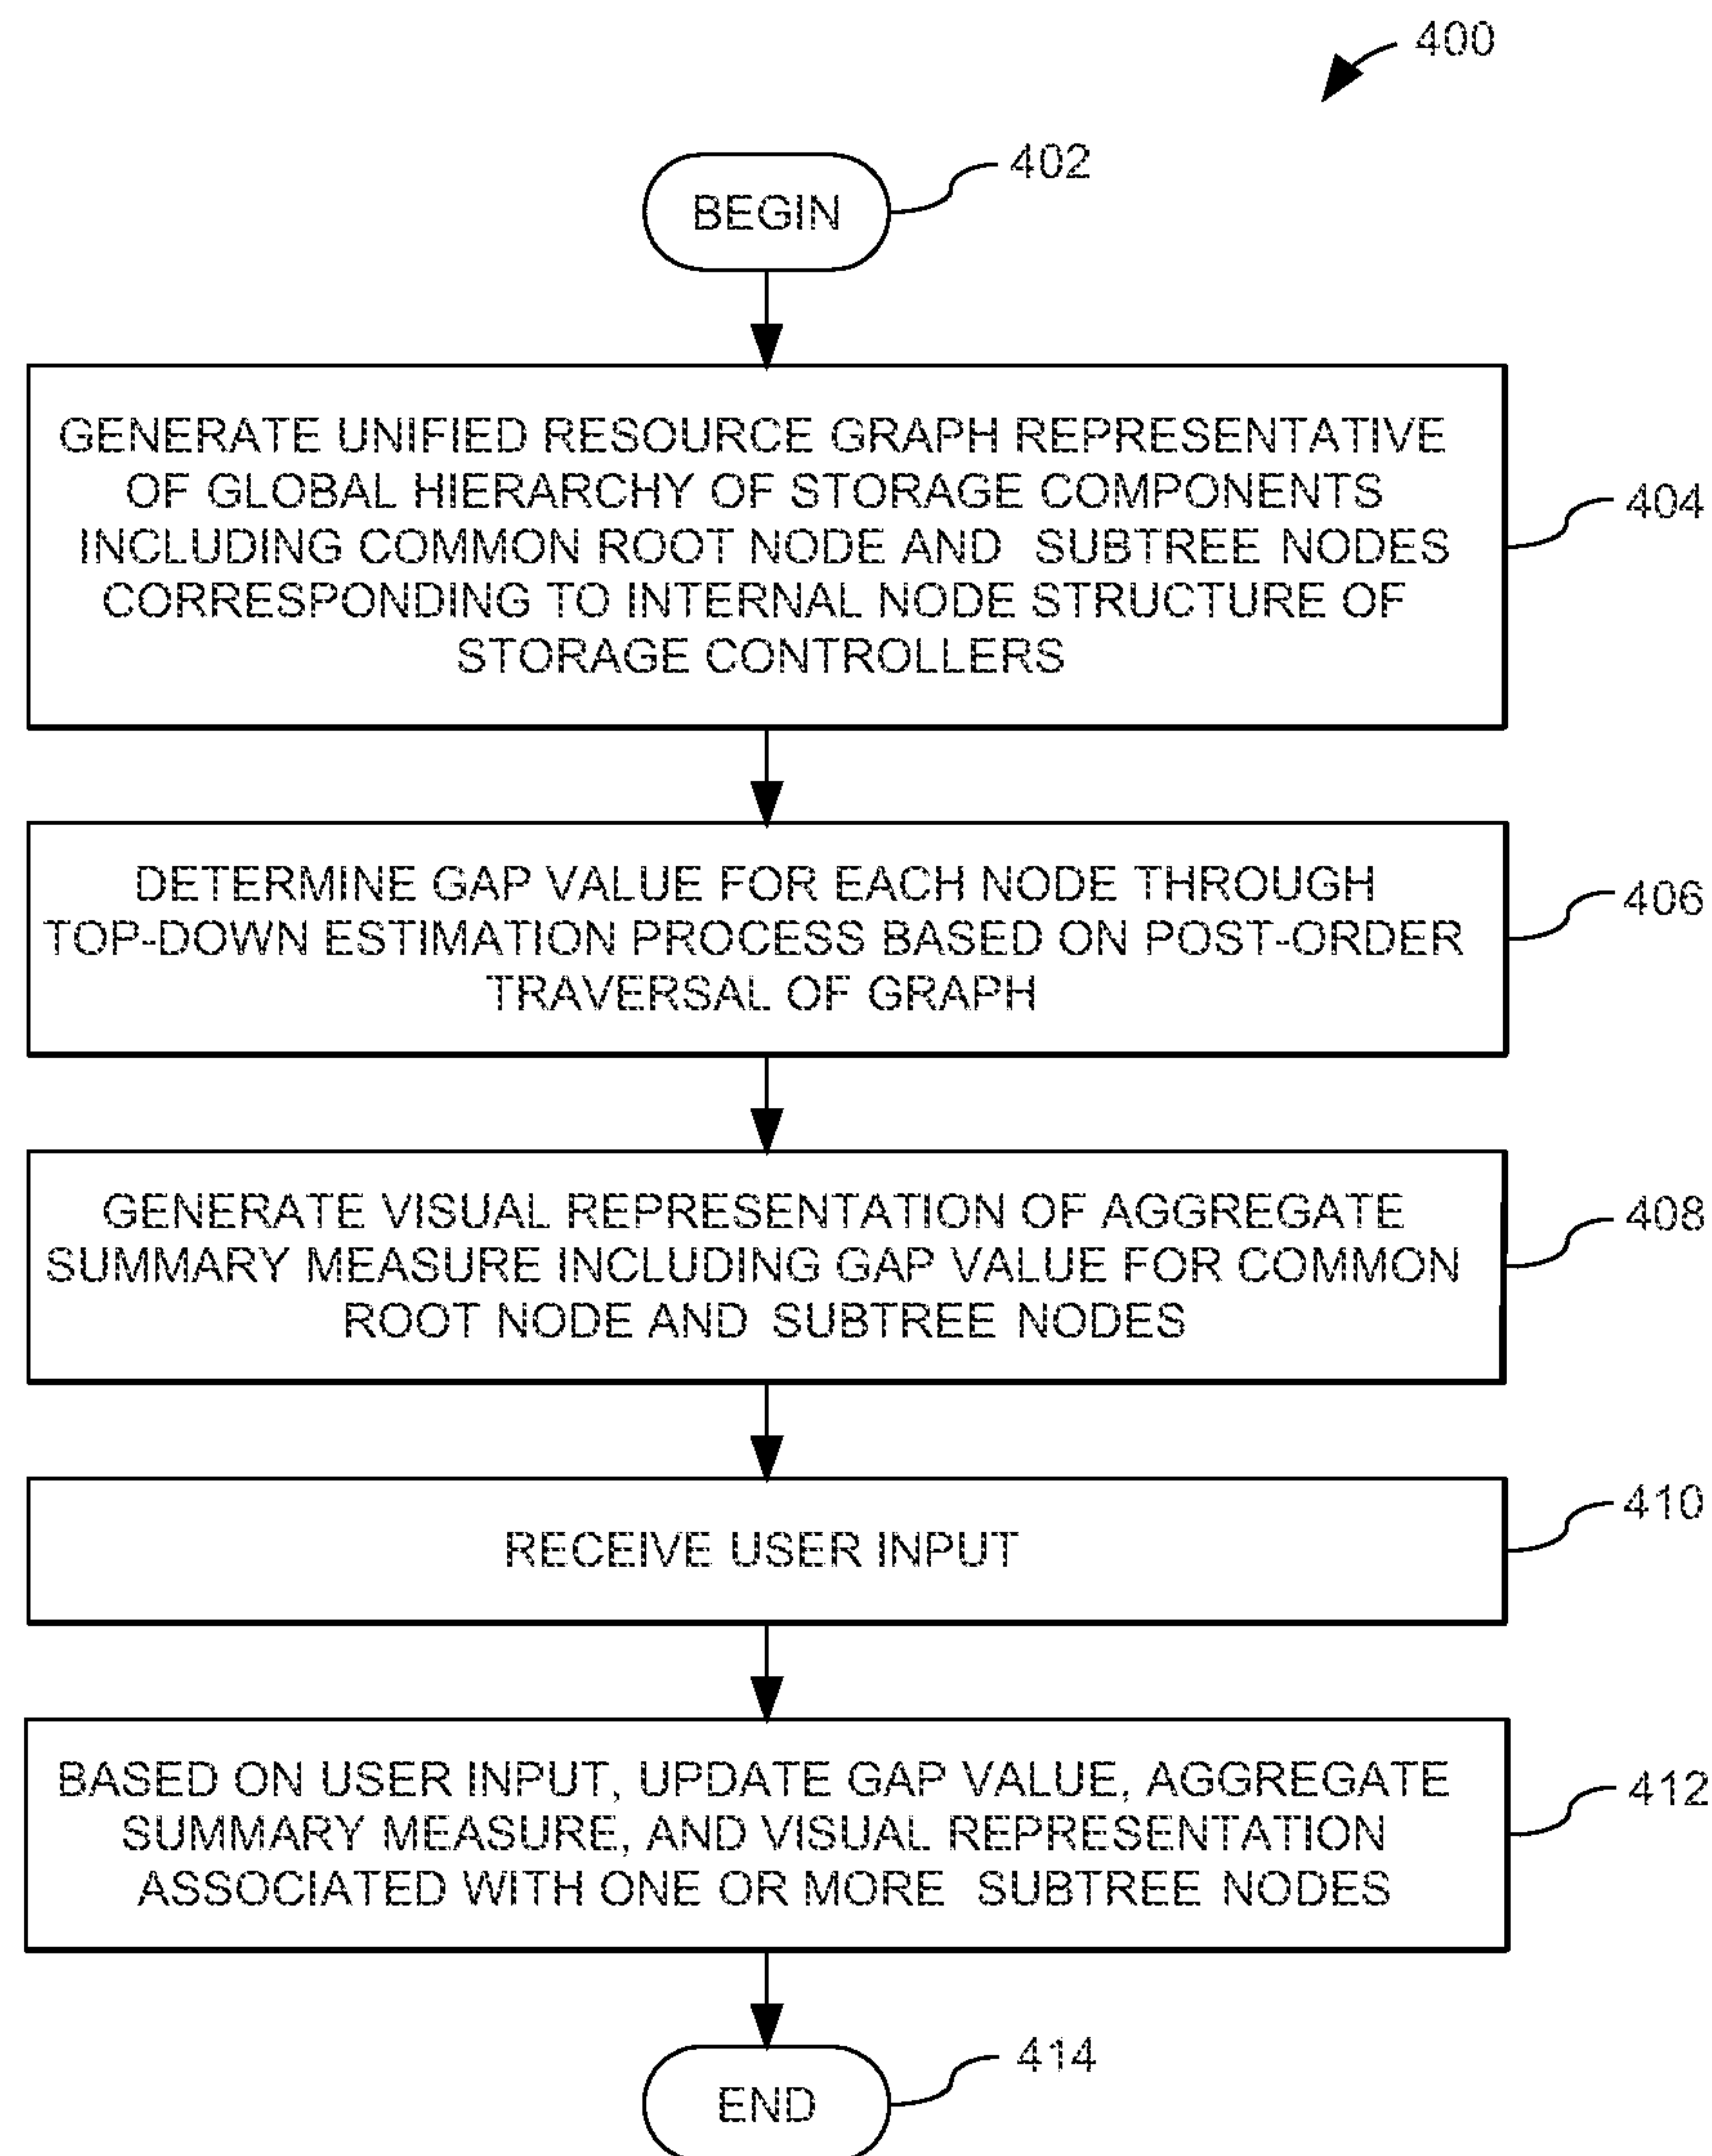 400
BEGIN
402
GENERATE UNIFIED RESOURCE GRAPH REPRESENTATIVE
OF GLOBAL HIERARCHY OF STORAGE COMPONENTS
INCLUDING COMMON ROOT NODE AND SUBTREE NODES
CORRESPONDING TO INTERNAL NODE STRUCTURE OF
STORAGE CONTROLLERS
404
DETERMINE GAP VALUE FOR EACH NODE THROUGH
TOP-DOWN ESTIMATION PROCESS BASED ON POST-ORDER
TRAVERSAL OF GRAPH
406
GENERATE VISUAL REPRESENTATION OF AGGREGATE
SUMMARY MEASURE INCLUDING GAP VALUE FOR COMMON
ROOT NODE AND SUBTREE NODES
408
RECEIVE USER INPUT
410
BASED ON USER INPUT, UPDATE GAP VALUE, AGGREGATE
SUMMARY MEASURE, AND VISUAL REPRESENTATION
ASSOCIATED WITH ONE OR MORE SUBTREE NODES
412
END
414